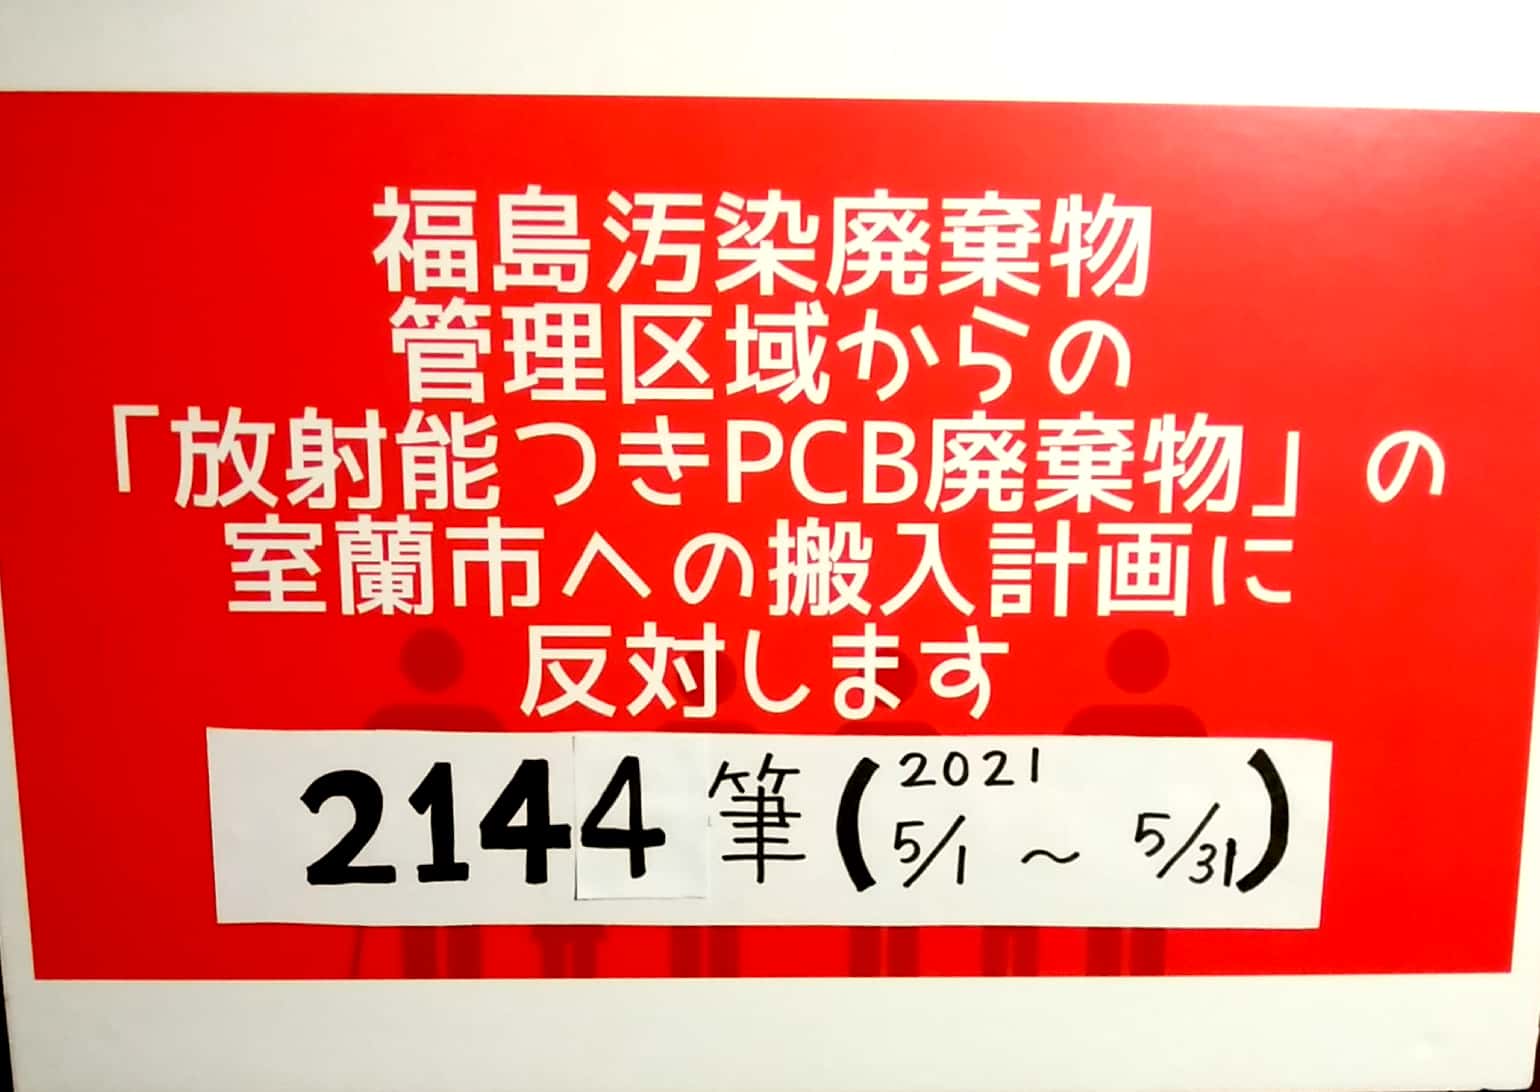 福島汚染廃棄物
管理区域からの
「放射能つきPCB廃棄物」の
室蘭市への搬入計画に
反対します
2144筆(2021 5/1 〜 5/31)